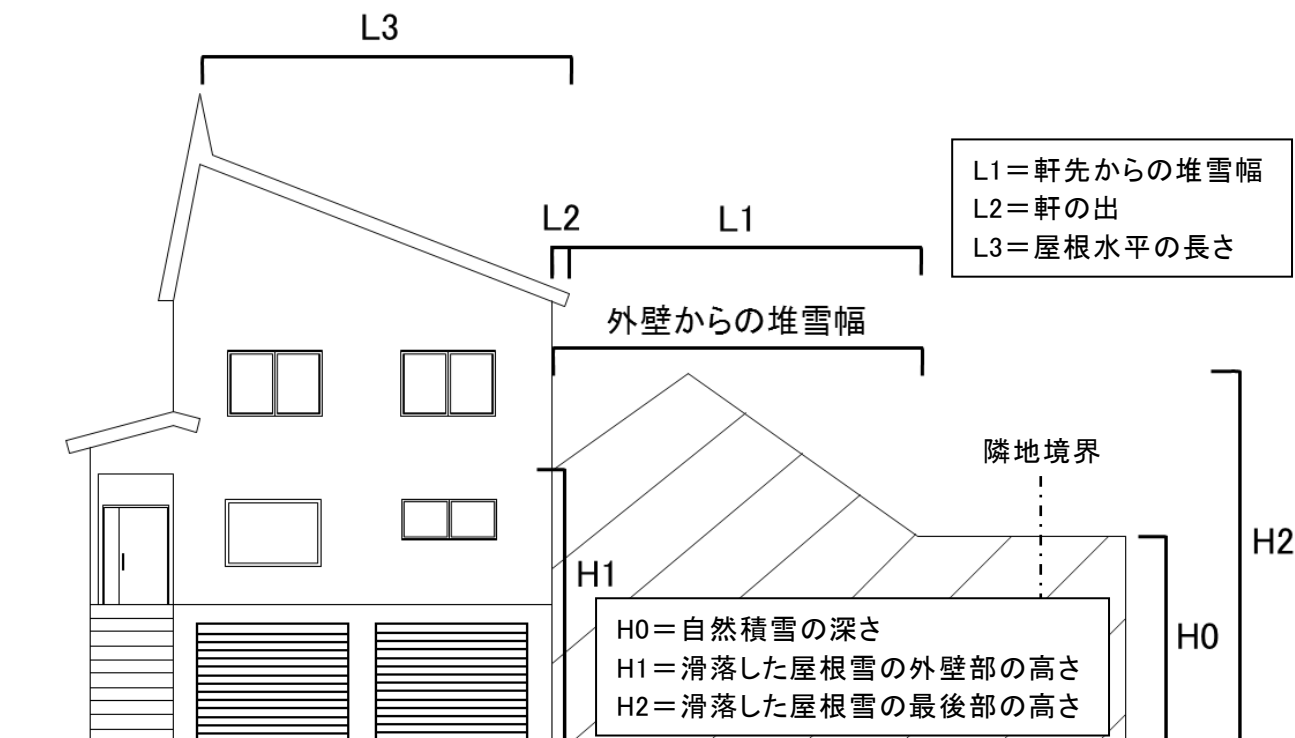 L3
L1＝軒先からの堆雪幅
L2＝軒の出
L3＝屋根水平の長さ
L2
L1
外壁からの堆雪幅
隣地境界
H2
H1
H0＝自然積雪の深さ
H1＝滑落した屋根雪の外壁部の高さ
H2＝滑落した屋根雪の最後部の高さ
H0